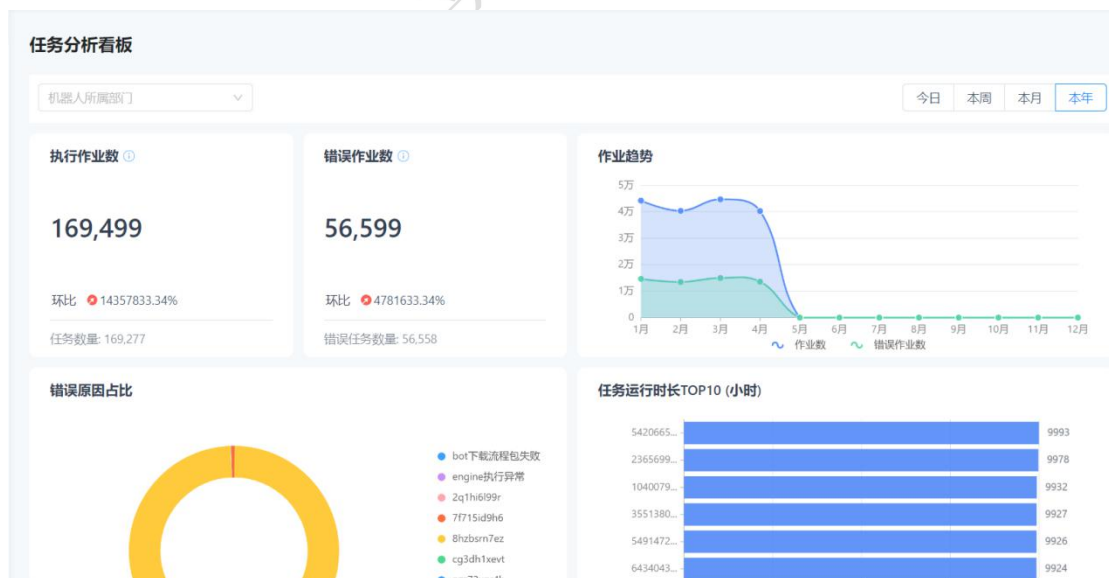 任务分析看板
机器人所属部门
今日 本周 本月 本年
执行作业数
169,499
环比 14357833.34%
任务数量: 169,277
错误作业数
56,599
环比 4781633.34%
错误任务数量: 56,558
作业趋势
5万
4万
3万
2万
1万
0
1月 2月 3月 4月 5月 6月 7月 8月 9月 10月 11月 12月
作业数 错误作业数
错误原因占比
bot下载流程包失败
engine执行异常
2q1hi6l99r
7f715id9h6
8hzbsrn7ez
cg3dh1xevt
任务运行时长TOP10 (小时)
5420665... 9993
2365699... 9978
1040079... 9932
3551380... 9927
5491472... 9926
6434043... 9924